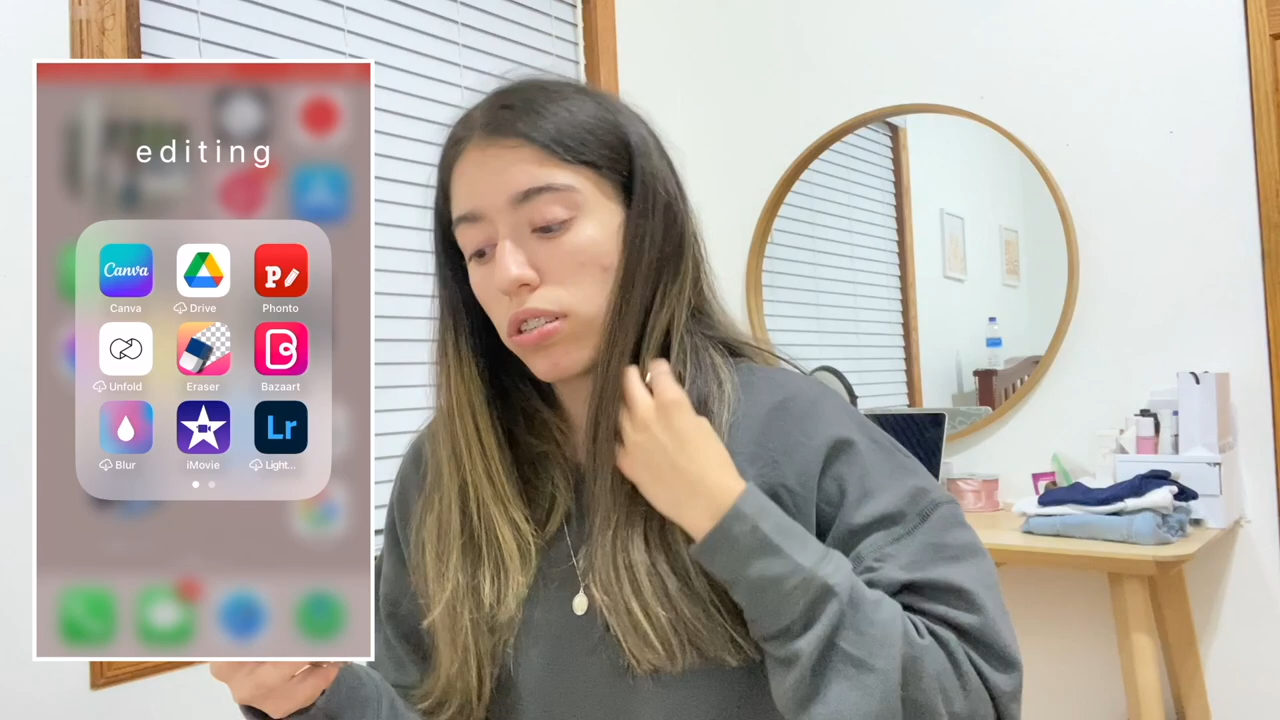 editing
Canva
P
Lr
Canva
Drive
Phonto
Unfold
Eraser
Bazaart
Blur
iMovie
Light...